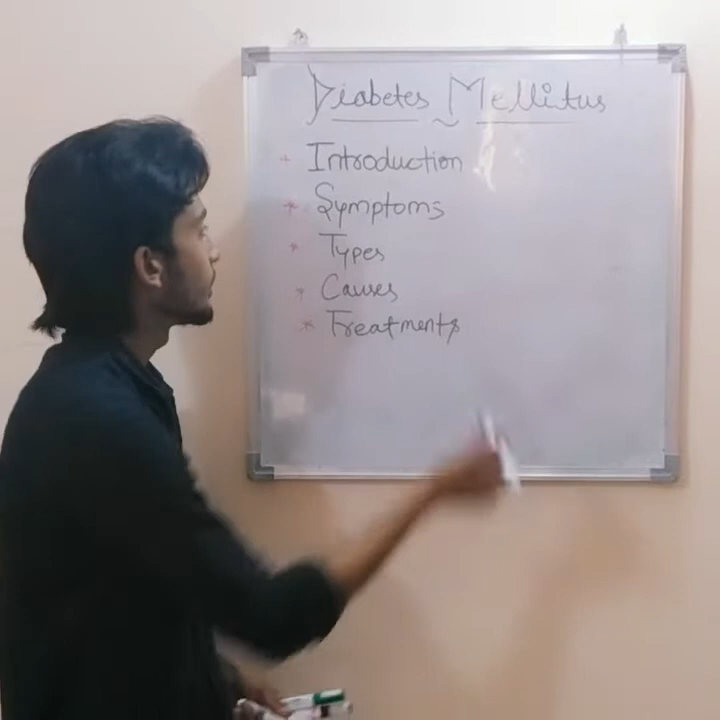 Diabetes Mellitus
* Introduction
* Symptoms
* Types
* Causes
* Treatments